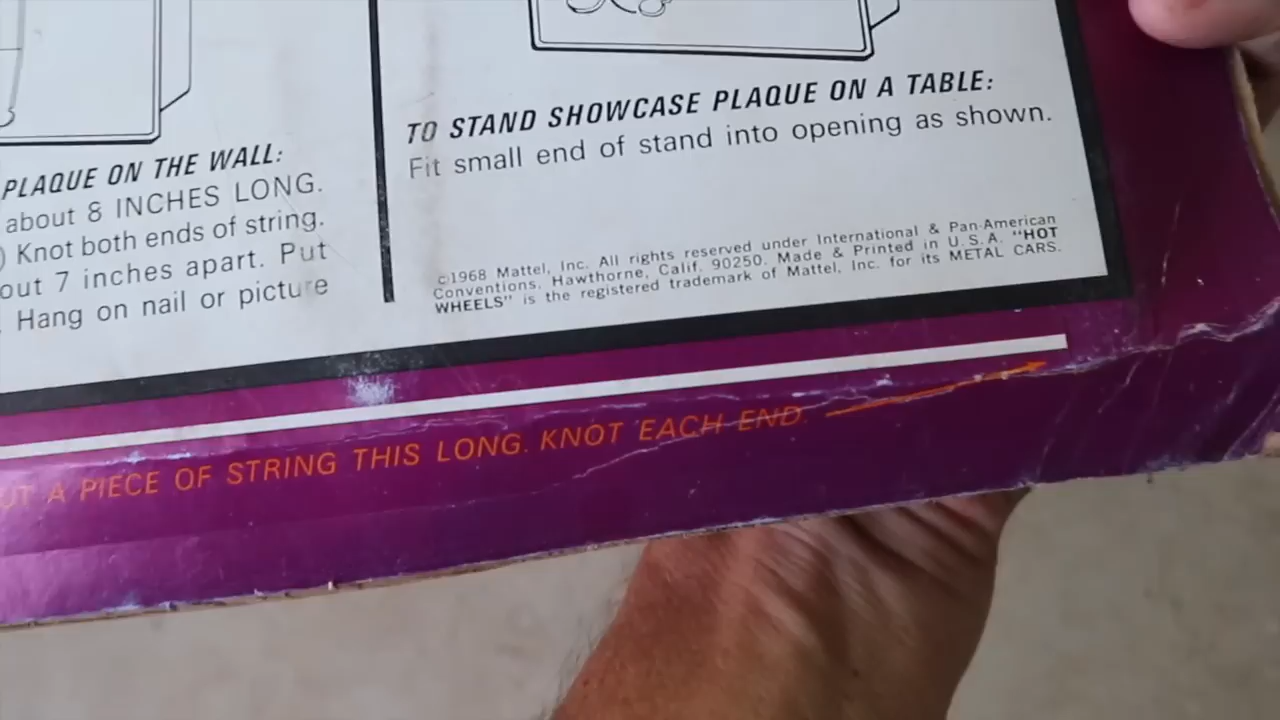 PLAQUE ON THE WALL:
about 8 INCHES LONG.
) Knot both ends of string.
out 7 inches apart. Put
. Hang on nail or picture
TO STAND SHOWCASE PLAQUE ON A TABLE:
Fit small end of stand into opening as shown.
c1968 Mattel, Inc. All rights reserved under International & Pan-American
Conventions. Hawthorne, Calif. 90250. Made & Printed in U.S.A. "HOT
WHEELS" is the registered trademark of Mattel, Inc. for its METAL CARS.
UT A PIECE OF STRING THIS LONG. KNOT EACH END.